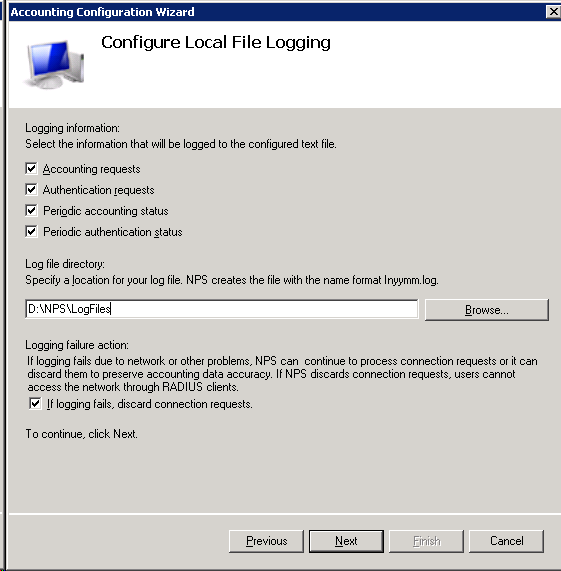 Accounting Configuration Wizard
Configure Local File Logging
Logging information:
Select the information that will be logged to the configured text file.
Accounting requests
Authentication requests
Periodic accounting status
Periodic authentication status
Log file directory:
Specify a location for your log file. NPS creates the file with the name format Inyymm.log.
D:\NPS\LogFiles
Browse...
Logging failure action:
If logging fails due to network or other problems, NPS can  continue to process connection requests or it can
discard them to preserve accounting data accuracy. If NPS discards connection requests, users cannot
access the network through RADIUS clients.
If logging fails, discard connection requests.
To continue, click Next.
Previous
Next
Finish
Cancel